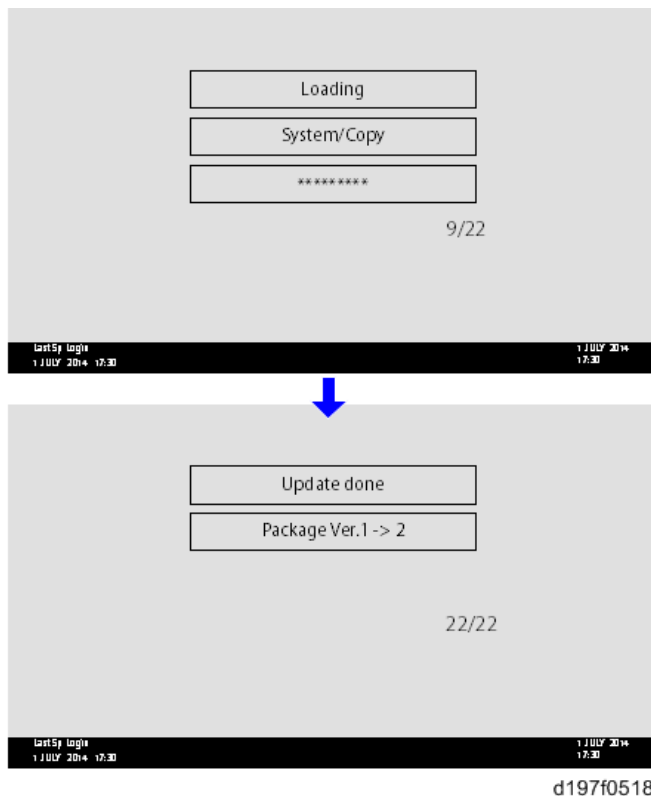 Loading
System/Copy
*********
9/22
Last Sp Login
1 JULY 2014 17:30
1 JULY 2014
17:30
Update done
Package Ver.1 -> 2
22/22
Last Sp Login
1 JULY 2014 17:30
1 JULY 2014
17:30
d197f0518